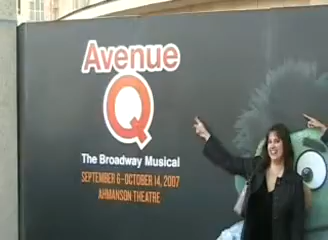 Avenue
Q
The Broadway Musical
SEPTEMBER 6-OCTOBER 14, 2007
AHMANSON THEATRE